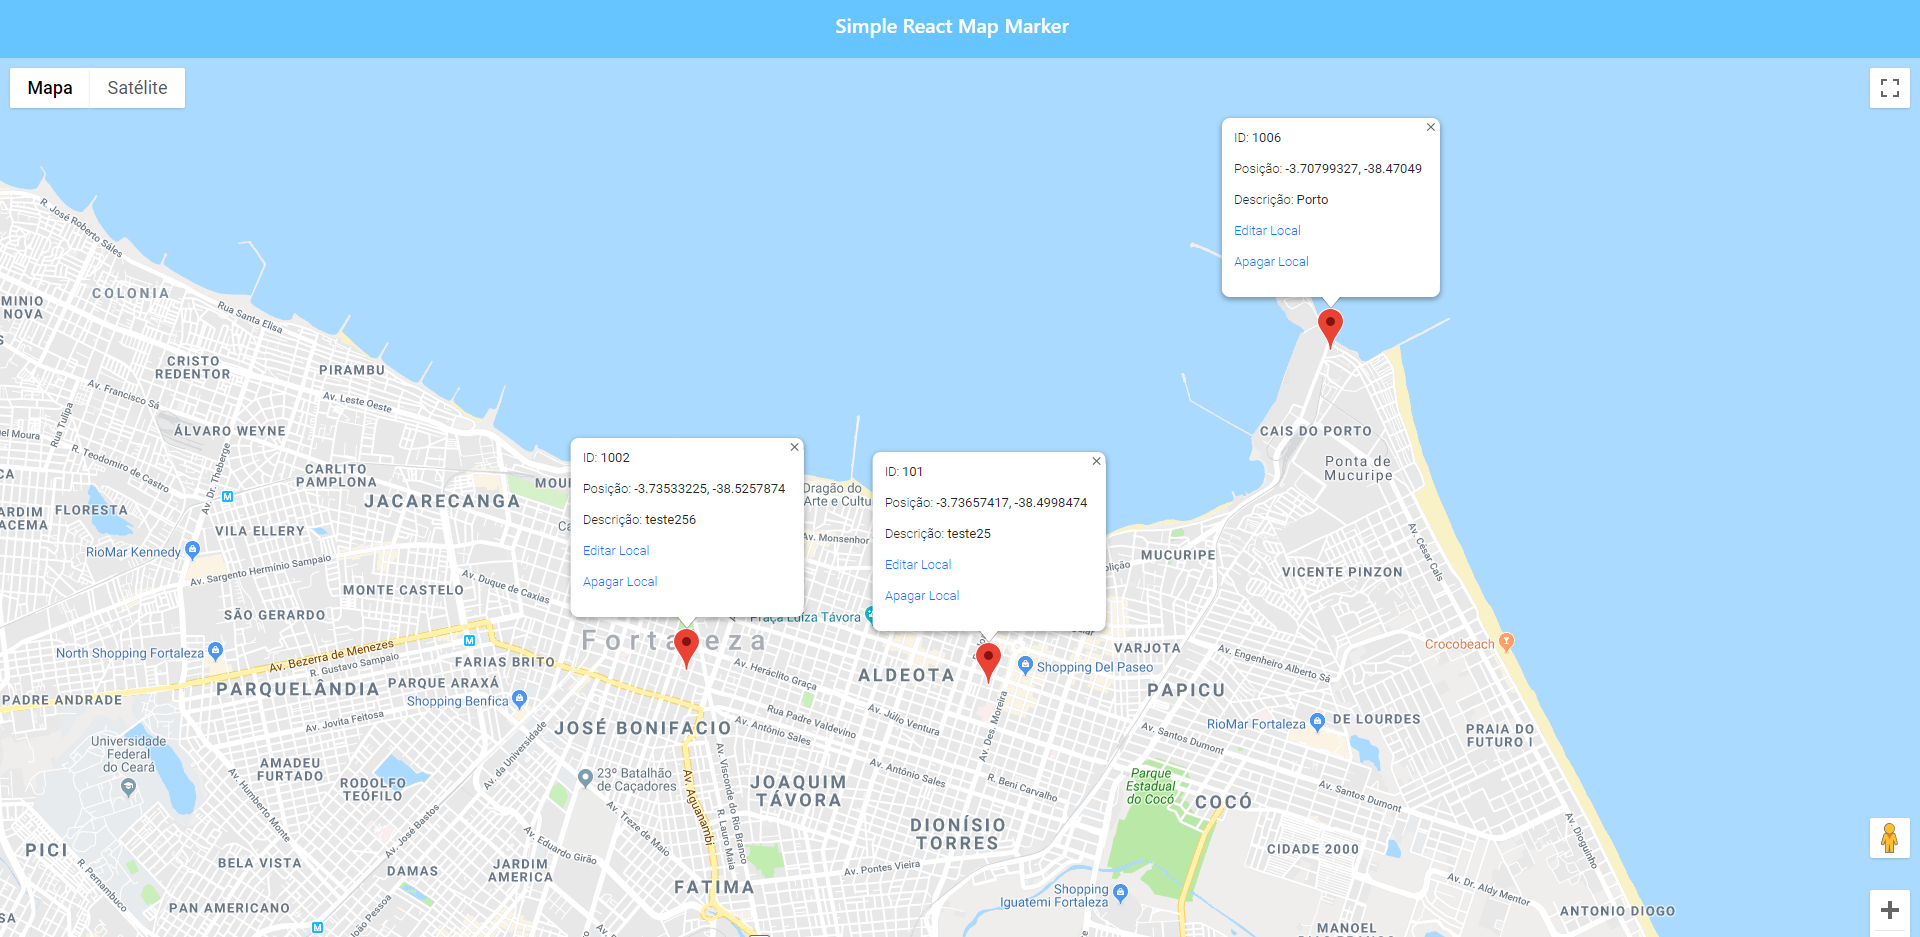 Simple React Map Marker
Mapa
Satélite
ID: 1006
Posição: -3.70799327, -38.47049
Descrição: Porto
Editar Local
Apagar Local
R. José Roberto Sáles
COLONIA
MINIO
NOVA
Rua Santa Elisa
CRISTO
REDENTOR
PIRAMBU
Av. Francisco Sá
Av. Leste Oeste
Rua Tulipa
el Moura
ÁLVARO WEYNE
R. Teodomiro de Castro
Av. Dr. Theberge
CARLITO
PAMPLONA
JACARECANGA
CAIS DO PORTO
Ponta de
Mucuripe
ID: 1002
Posição: -3.73533225, -38.5257874
Descrição: teste256
Editar Local
Apagar Local
ID: 101
Posição: -3.73657417, -38.4998474
Descrição: teste25
Editar Local
Apagar Local
MOU
Dragão do
Arte e Cultu
Av. Monsenhor
CA
ARDIM
ACEMA
FLORESTA
M
VILA ELLERY
RioMar Kennedy
Av. Sargento Hermínio Sampaio
MONTE CASTELO
Av. Duque de Caxias
SÃO GERARDO
MUCURIPE
VICENTE PINZON
Av. César Cals
Praça Luíza Távora
Fortaleza
M
North Shopping Fortaleza
Av. Bezerra de Menezes
R. Gustavo Sampaio
FARIAS BRITO
PARQUELÂNDIA
PARQUE ARAXÁ
PADRE ANDRADE
Shopping Benfica
Av. Jovita Feitosa
Av. Heráclito Graça
ALDEOTA
Shopping Del Paseo
VARJOTA
Av. Engenheiro Alberto Sá
Crocobeach
PAPICU
RioMar Fortaleza
DE LOURDES
PRAIA DO
FUTURO I
Av. Júlio Ventura
Rua Padre Valdevino
Av. Antônio Sales
Av. Des. Moreira
JOSÉ BONIFACIO
Av. da Universidade
Universidade
Federal
do Ceará
AMADEU
FURTADO
RODOLFO
TEÓFILO
Av. Humberto Monte
23º Batalhão
de Caçadores
Av. Aguanambi
Av. Visconde do Rio Branco
R. Lauro Maia
JOAQUIM
TÁVORA
Av. Antônio Sales
R. Beni Carvalho
Av. Santos Dumont
Parque
Estadual
do Cocó
COCÓ
Av. Santos Dumont
Av. Dioguinho
DIONÍSIO
TORRES
Av. Treze de Maio
Av. Eduardo Girão
Av. José Bastos
PICI
R. Pernambuco
BELA VISTA
DAMAS
JARDIM
AMERICA
Av. Pontes Vieira
CIDADE 2000
FATIMA
Av. Dr. Aldy Mentor
Shopping
Iguatemi Fortaleza
PAN AMERICANO
João Pessoa
M
ANTONIO DIOGO
MANOEL
SA